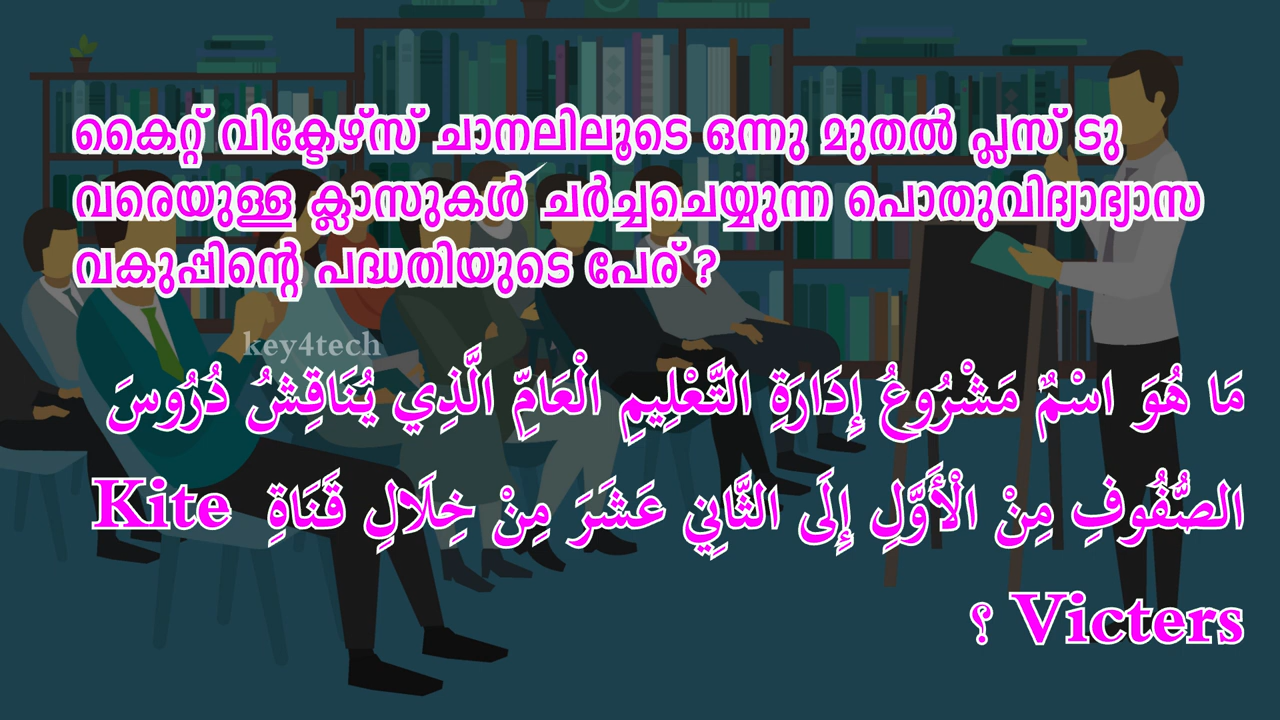 കൈറ്റ് വിക്ടേഴ്സ് ചാനലിലൂടെ ഒന്നു മുതൽ പ്ലസ് ടു
വരെയുള്ള ക്ലാസുകൾ ചർച്ചചെയ്യുന്ന പൊതുവിദ്യാഭ്യാസ
വകുപ്പിന്റെ പദ്ധതിയുടെ പേര് ?
key4tech
مَا هُوَ اسْمُ مَشْرُوعُ إِدَارَةِ التَّعْلِيمِ الْعَامِّ الَّذِي يُنَاقِشُ دُرُوسَ
الصُّفُوفِ مِنْ الْأَوَّلِ إِلَى الثَّانِي عَشَرَ مِنْ خِلَالِ قَنَاةِ Kite
Victers ؟